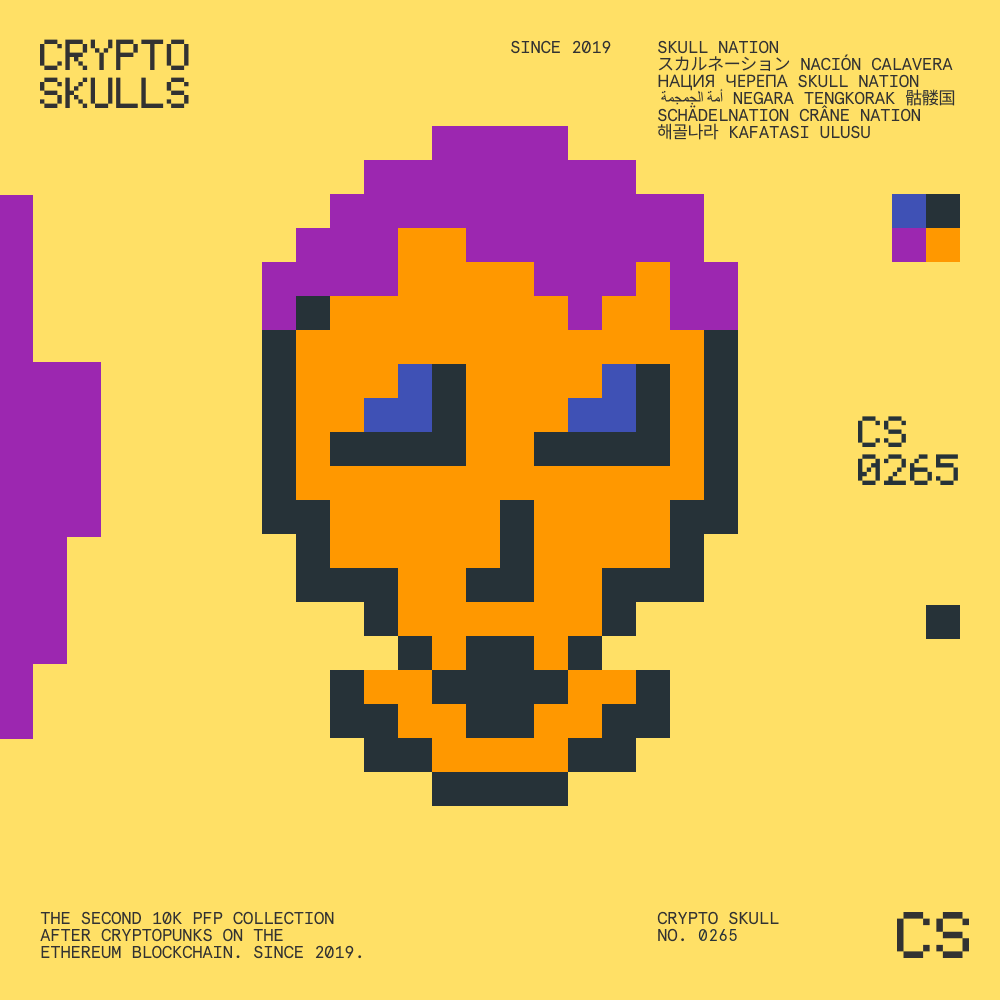 CRYPTO
SKULLS
SINCE 2019
SKULL NATION
スカルネーション NACIÓN CALAVERA
НАЦИЯ ЧЕРЕПА SKULL NATION
أمة الجمجمة NEGARA TENGKORAK 骷髅国
SCHÄDELNATION CRÂNE NATION
해골나라 KAFATASI ULUSU
CS
0265
THE SECOND 10K PFP COLLECTION
AFTER CRYPTOPUNKS ON THE
ETHEREUM BLOCKCHAIN. SINCE 2019.
CRYPTO SKULL
NO. 0265
CS